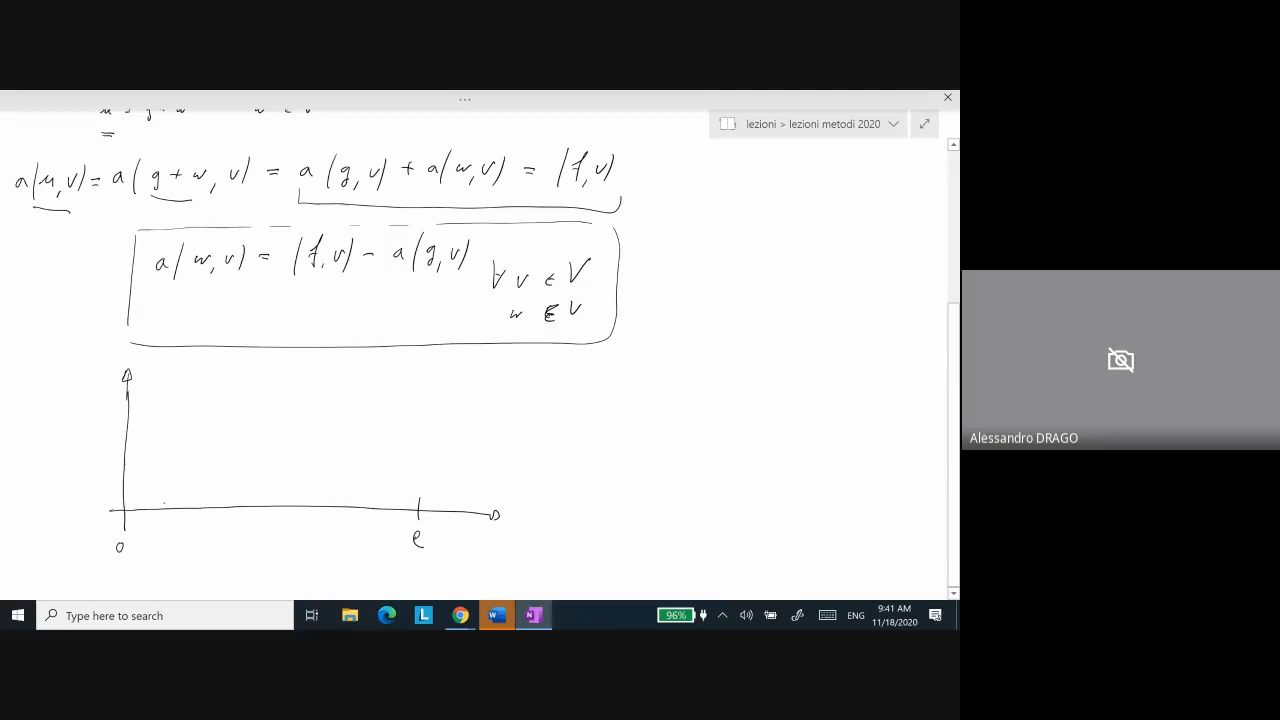 lezioni > lezioni metodi 2020
=
a(u,v) = a(g+w, v) = a(g,v) + a(w,v) = (f,v)
a(w,v) = (f,v) - a(g,v) ∀ v ∈ V
w ∈ V
0 l
Alessandro DRAGO
Type here to search
96%
ENG
9:41 AM
11/18/2020